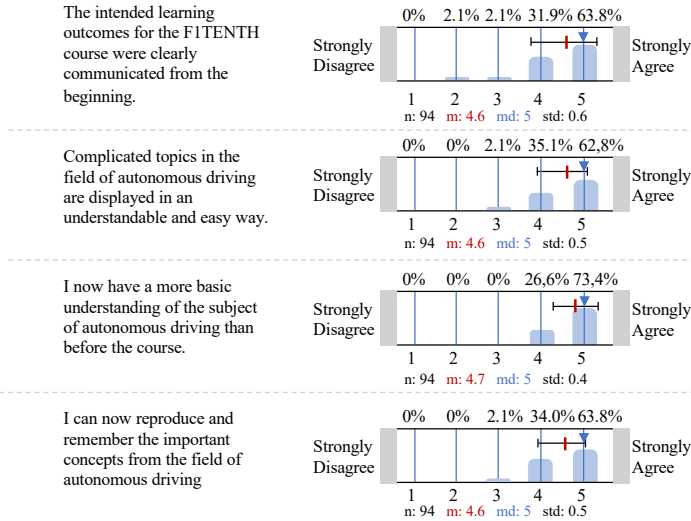 The intended learning
outcomes for the F1TENTH
course were clearly
communicated from the
beginning.
0% 2.1% 2.1% 31.9% 63.8%
Strongly
Disagree
Strongly
Agree
1 2 3 4 5
n: 94 m: 4.6 md: 5 std: 0.6
Complicated topics in the
field of autonomous driving
are displayed in an
understandable and easy way.
0% 0% 2.1% 35.1% 62,8%
Strongly
Disagree
Strongly
Agree
1 2 3 4 5
n: 94 m: 4.6 md: 5 std: 0.5
I now have a more basic
understanding of the subject
of autonomous driving than
before the course.
0% 0% 0% 26,6% 73,4%
Strongly
Disagree
Strongly
Agree
1 2 3 4 5
n: 94 m: 4.7 md: 5 std: 0.4
I can now reproduce and
remember the important
concepts from the field of
autonomous driving
0% 0% 2.1% 34.0% 63.8%
Strongly
Disagree
Strongly
Agree
1 2 3 4 5
n: 94 m: 4.6 md: 5 std: 0.5